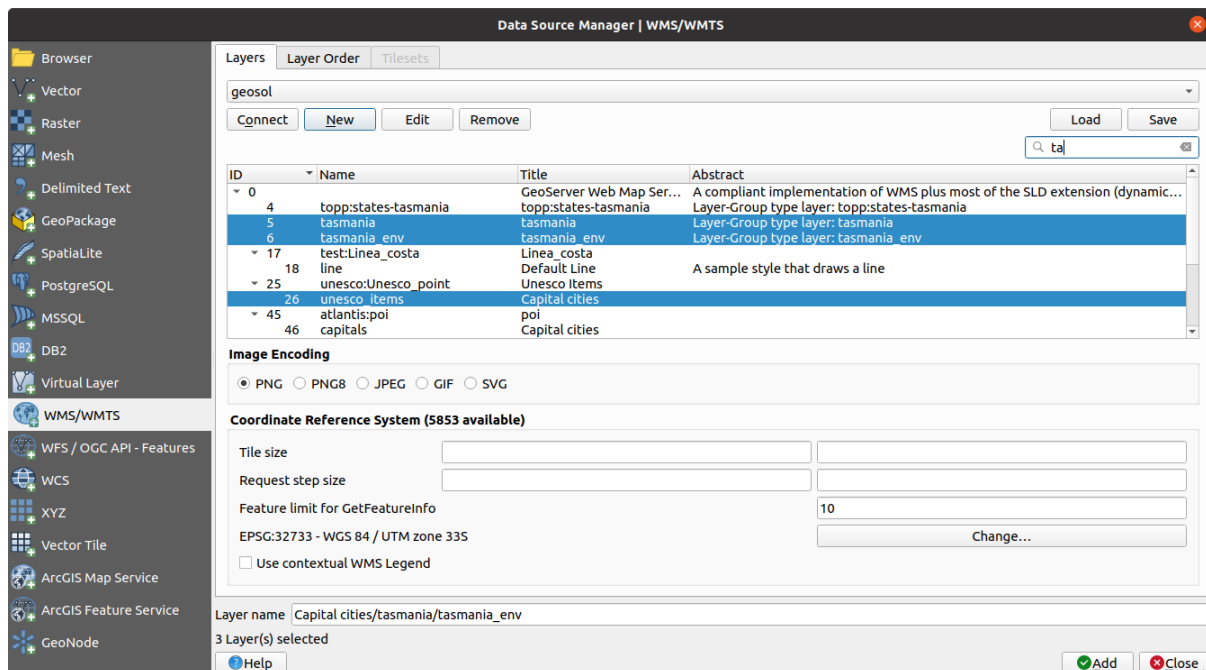 Data Source Manager | WMS/WMTS
Browser
Vector
Raster
Mesh
Delimited Text
GeoPackage
SpatiaLite
PostgreSQL
MSSQL
DB2
Virtual Layer
WMS/WMTS
WFS / OGC API - Features
WCS
XYZ
Vector Tile
ArcGIS Map Service
ArcGIS Feature Service
GeoNode
Layers Layer Order Tilesets
geosol
Connect New Edit Remove Load Save
ta
ID Name Title Abstract
0 GeoServer Web Map Ser... A compliant implementation of WMS plus most of the SLD extension (dynamic...
4 topp:states-tasmania topp:states-tasmania Layer-Group type layer: topp:states-tasmania
5 tasmania tasmania Layer-Group type layer: tasmania
6 tasmania_env tasmania_env Layer-Group type layer: tasmania_env
17 test:Linea_costa Linea_costa
18 line Default Line A sample style that draws a line
25 unesco:Unesco_point Unesco Items
26 unesco_items Capital cities
45 atlantis:poi poi
46 capitals Capital cities
Image Encoding
PNG PNG8 JPEG GIF SVG
Coordinate Reference System (5853 available)
Tile size
Request step size
Feature limit for GetFeatureInfo 10
EPSG:32733 - WGS 84 / UTM zone 33S Change...
Use contextual WMS Legend
Layer name Capital cities/tasmania/tasmania_env
3 Layer(s) selected
Help Add Close